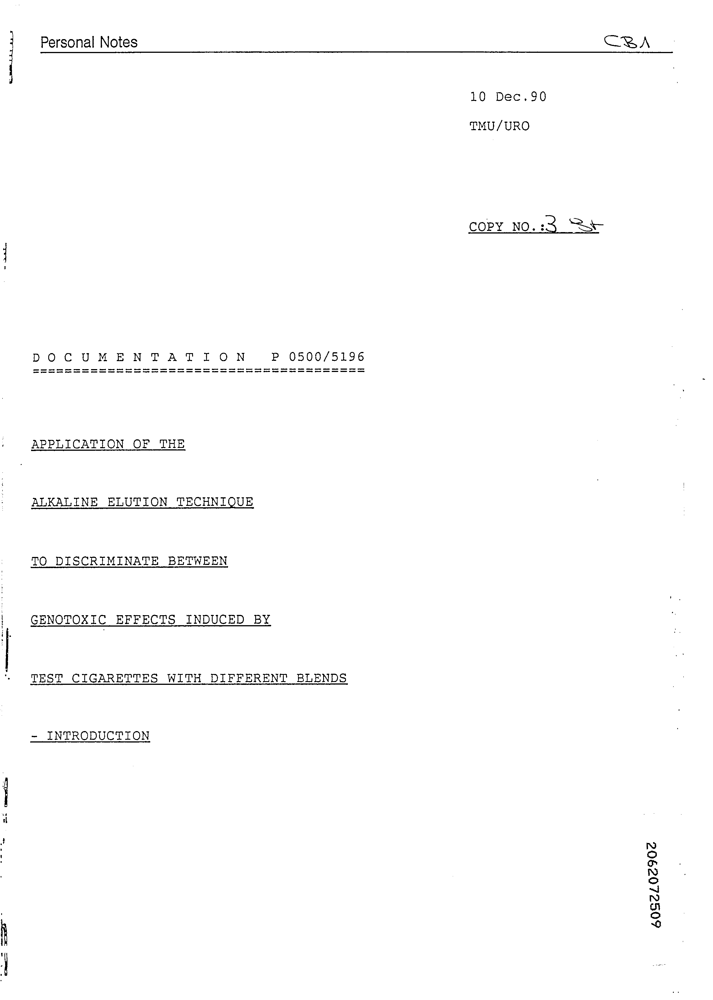 Personal Notes CBA
10 Dec.90
TMU/URO
COPY NO.:3
D O C U M E N T A T I O N P 0500/5196
=====================================
APPLICATION OF THE
ALKALINE ELUTION TECHNIQUE
TO DISCRIMINATE BETWEEN
GENOTOXIC EFFECTS INDUCED BY
TEST CIGARETTES WITH DIFFERENT BLENDS
- INTRODUCTION
2062072509